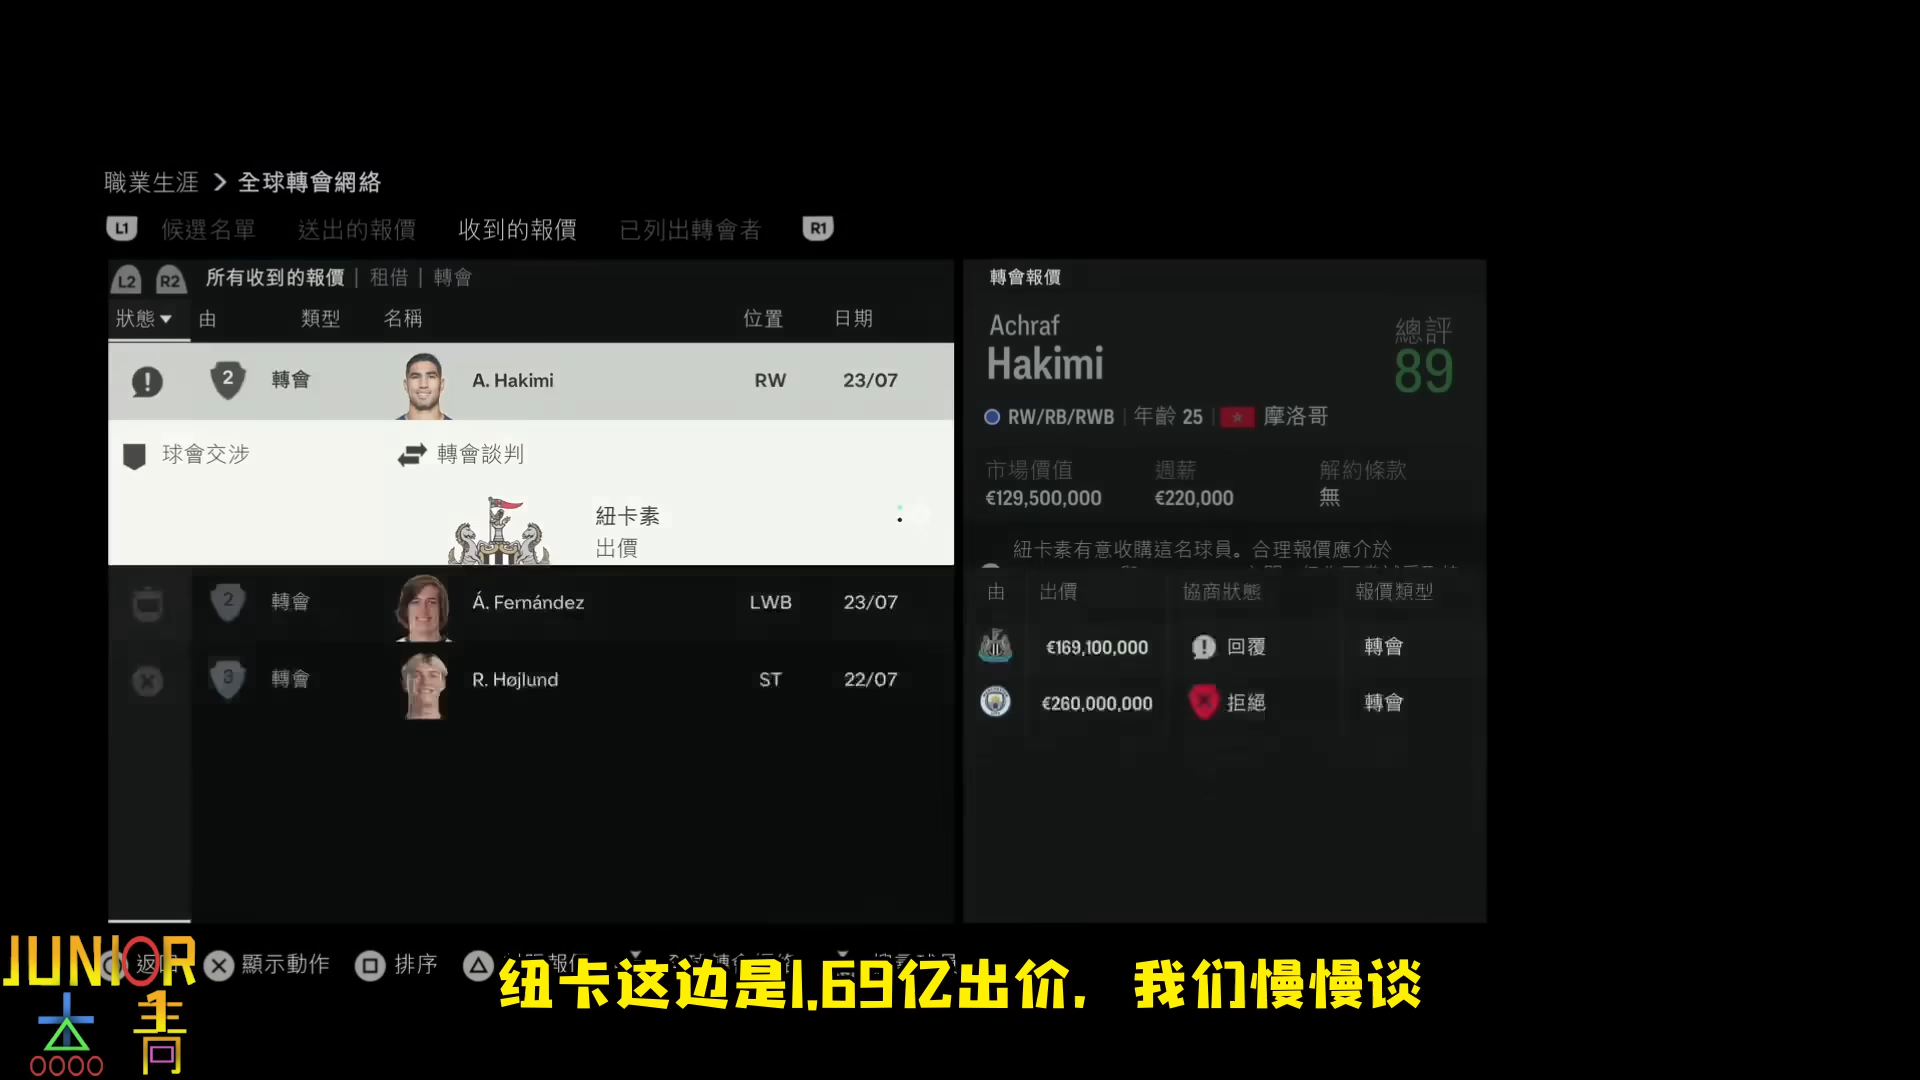 職業生涯 > 全球轉會網絡
L1 候選名單 送出的報價 收到的報價 已列出轉會者 R1
L2 R2 所有收到的報價 | 租借 | 轉會
狀態 由 類型 名稱 位置 日期
2 轉會 A. Hakimi RW 23/07
球會交涉 轉會談判
紐卡素
出價
2 轉會 Á. Fernández LWB 23/07
3 轉會 R. Højlund ST 22/07
轉會報價
Achraf
Hakimi
總評
89
RW/RB/RWB | 年齡 25 | 摩洛哥
市場價值 週薪 解約條款
€129,500,000 €220,000 無
紐卡素有意收購這名球員。合理報價應介於
由 出價 協商狀態 報價類型
€169,100,000 回覆 轉會
€260,000,000 拒絕 轉會
返回 顯示動作 排序
JUNIOR
纽卡这边是1.69亿出价，我们慢慢谈